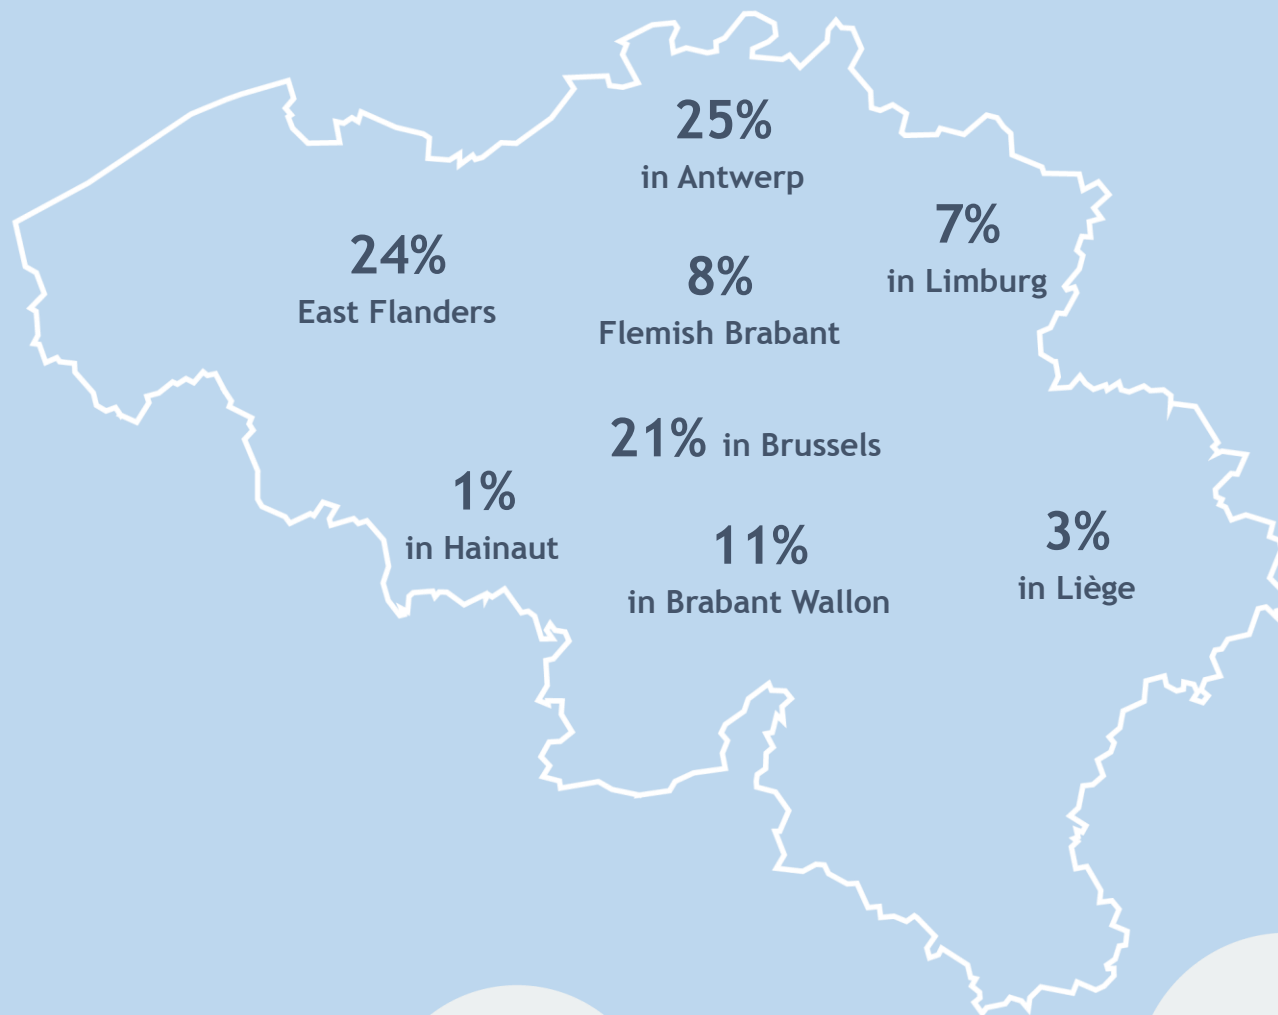 25%
in Antwerp
7%
in Limburg
24%
East Flanders
8%
Flemish Brabant
21% in Brussels
1%
in Hainaut
11%
in Brabant Wallon
3%
in Liège